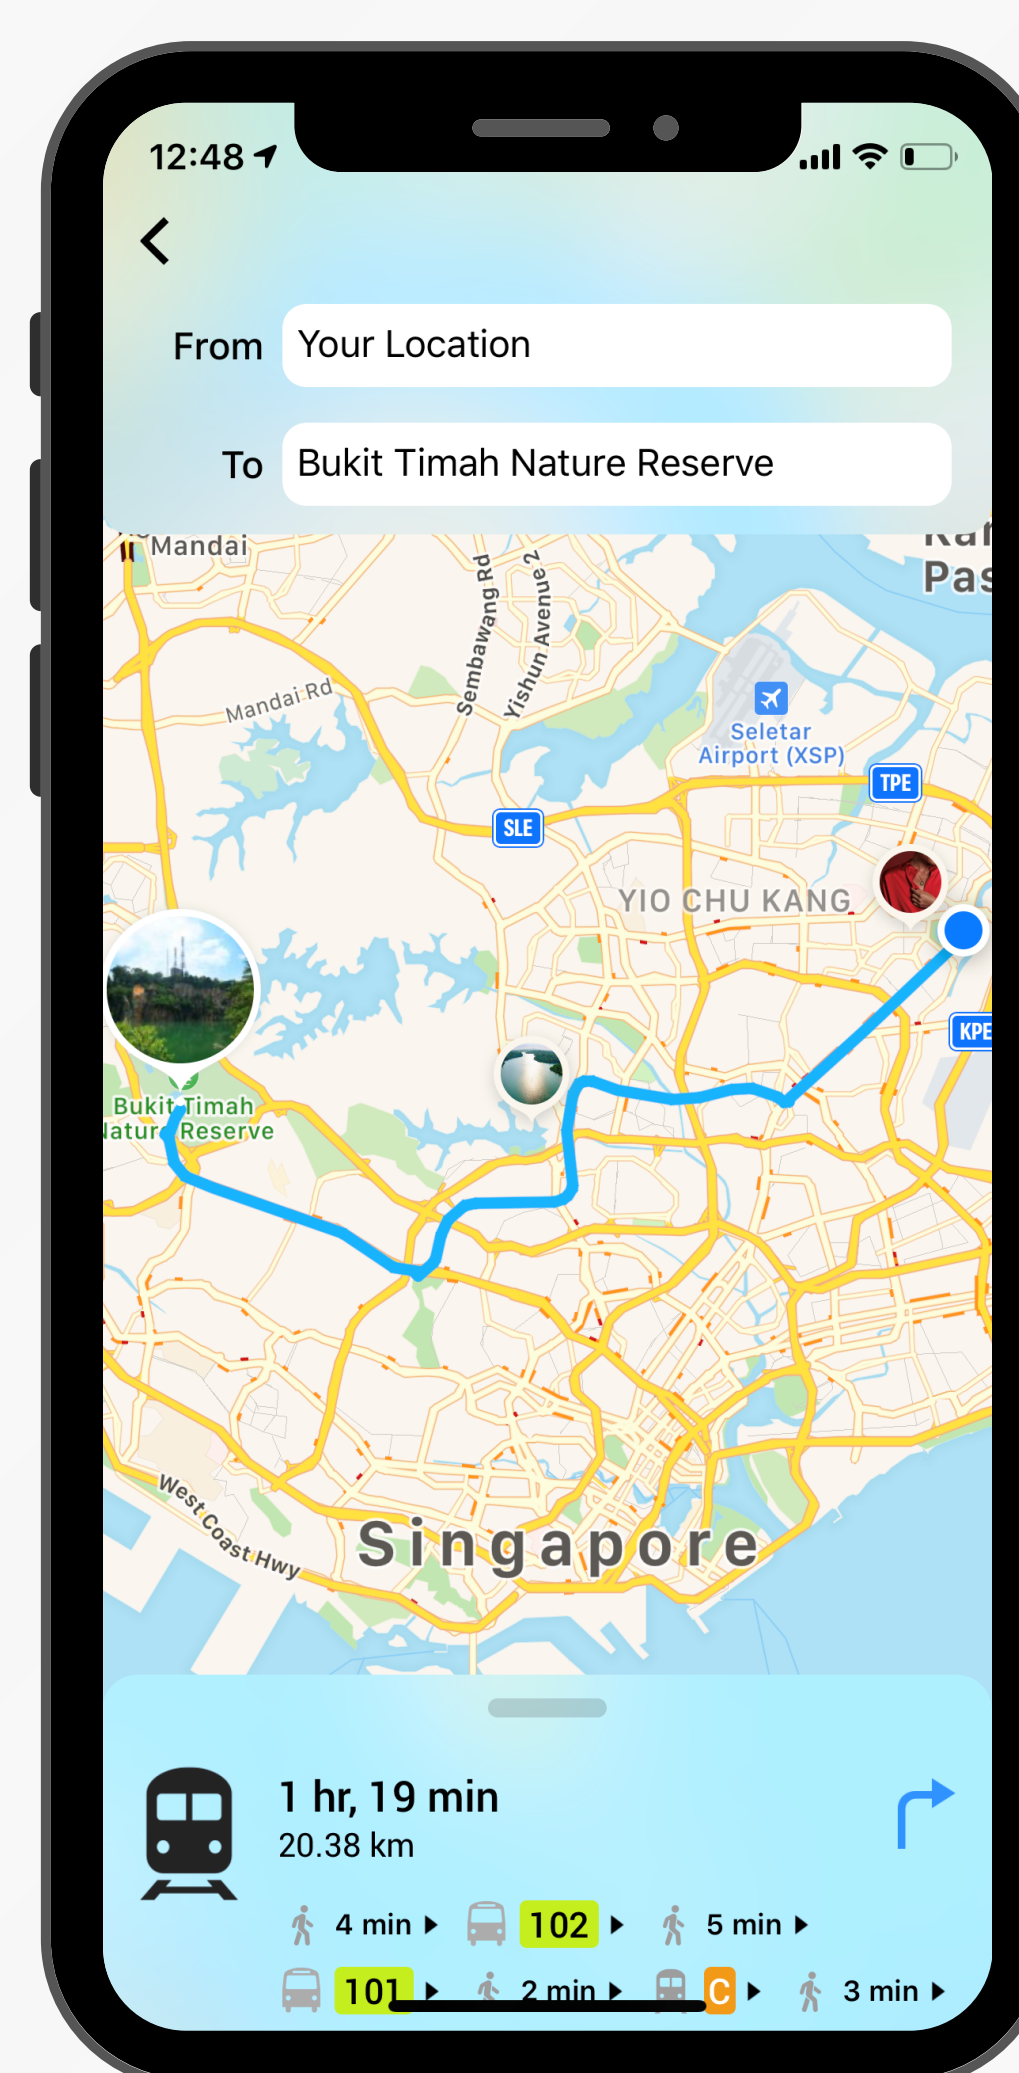 12:48
From
Your Location
To
Bukit Timah Nature Reserve
Mandai
Pas
Sembawang Rd
Yishun Avenue 2
Mandai Rd
Seletar
Airport (XSP)
TPE
SLE
YIO CHU KANG
KPE
Bukit Timah
Nature Reserve
West Coast Hwy
Singapore
1 hr, 19 min
20.38 km
4 min
102
5 min
101
2 min
C
3 min